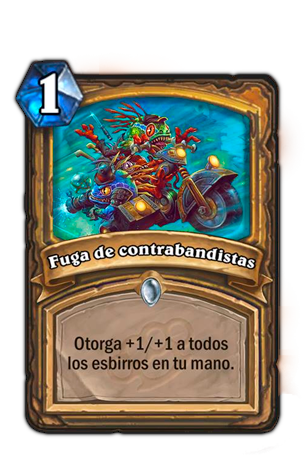 1
Fuga de contrabandistas
Otorga +1/+1 a todos
los esbirros en tu mano.